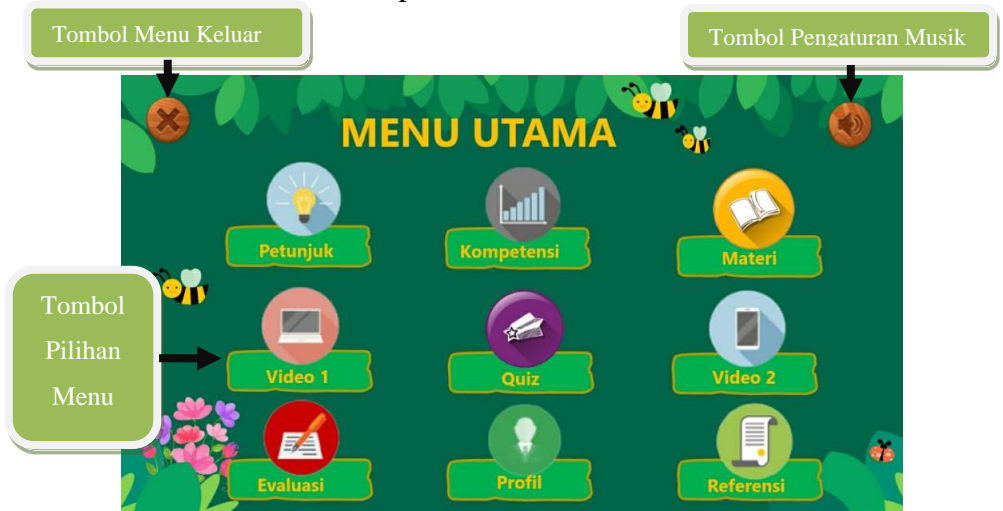 Tombol Menu Keluar
Tombol Pengaturan Musik
MENU UTAMA
Petunjuk
Kompetensi
Materi
Tombol
Pilihan
Menu
Video 1
Quiz
Video 2
Evaluasi
Profil
Referensi